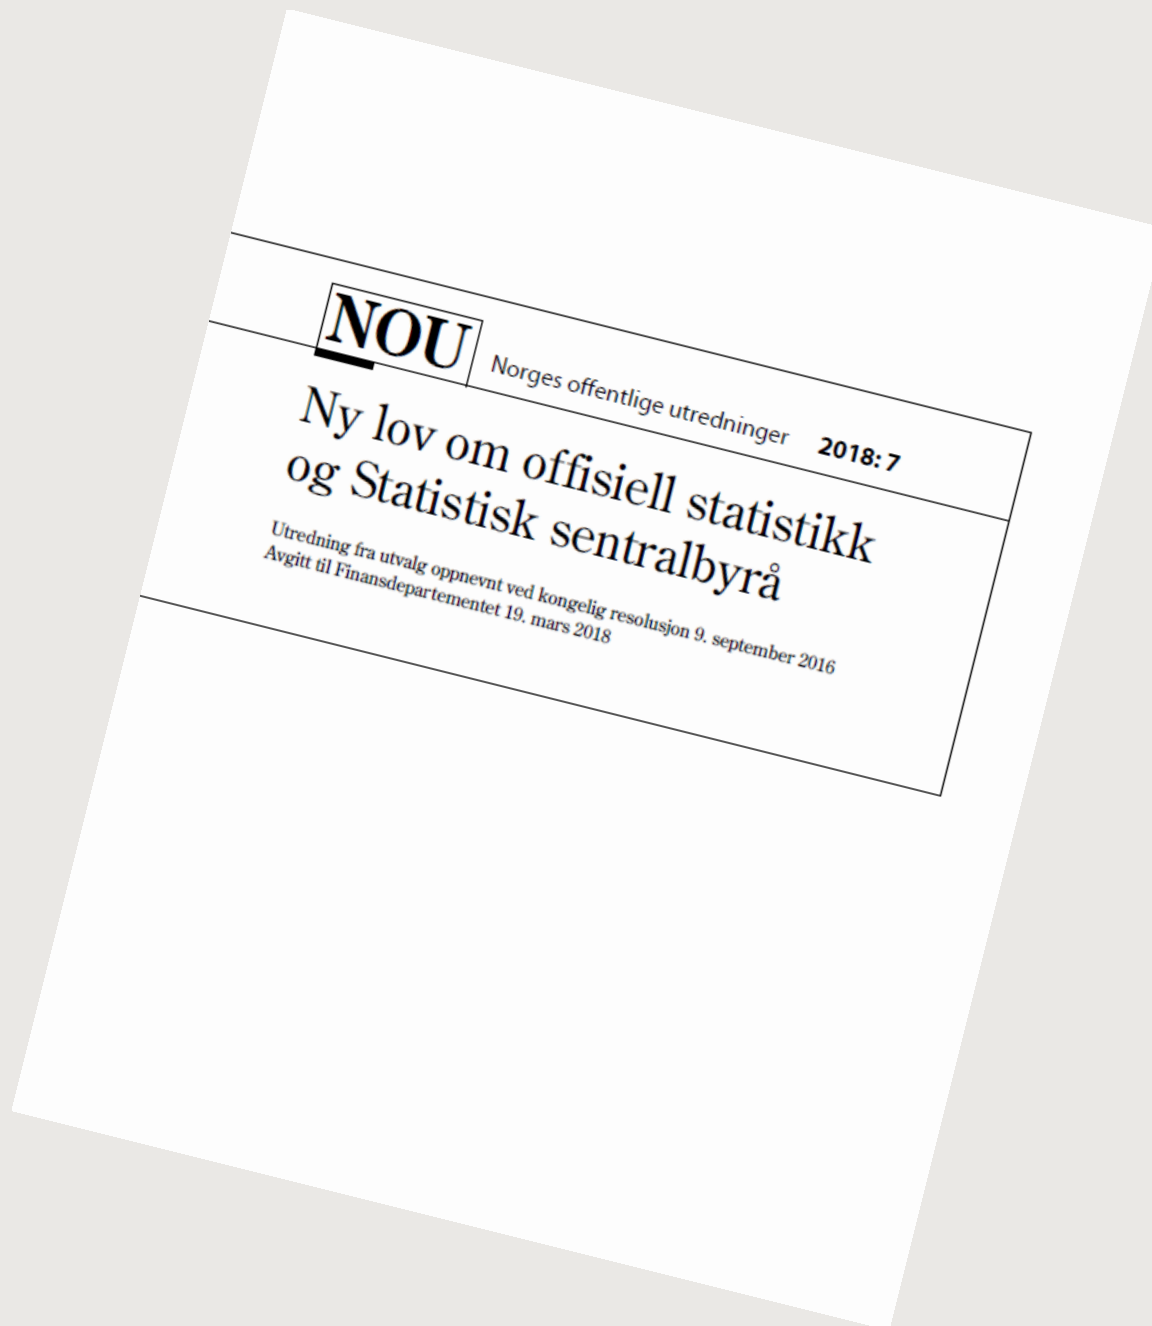 NOU Norges offentlige utredninger 2018: 7
Ny lov om offisiell statistikk
og Statistisk sentralbyrå
Utredning fra utvalg oppnevnt ved kongelig resolusjon 9. september 2016
Avgitt til Finansdepartementet 19. mars 2018